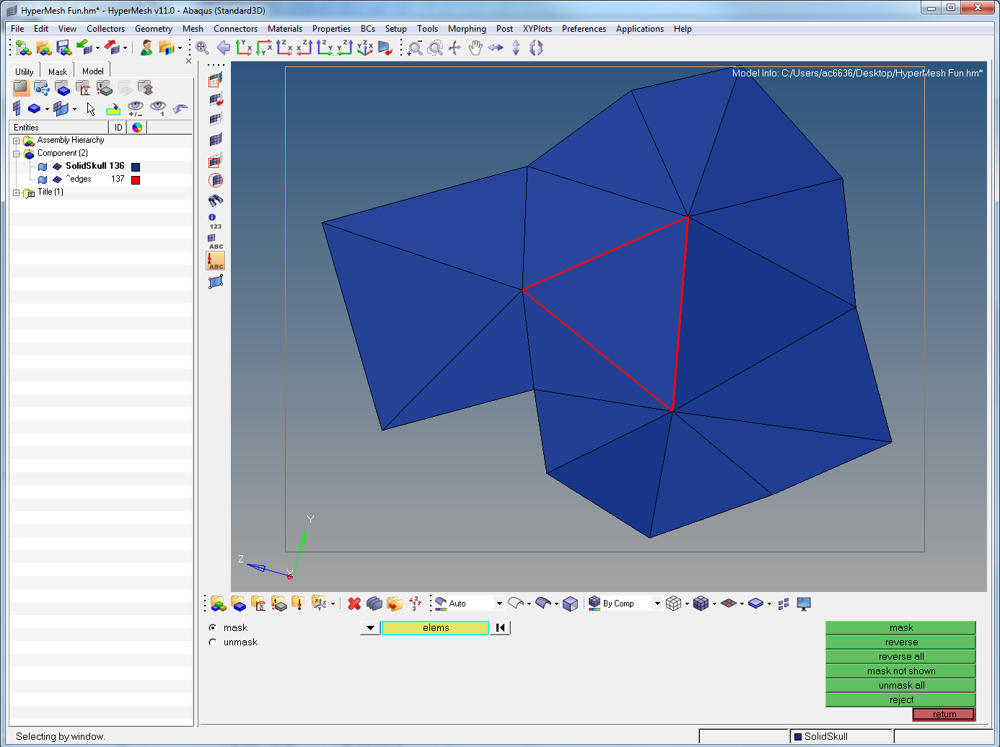 HyperMesh Fun.hm* - HyperMesh v11.0 - Abaqus (Standard3D)
File Edit View Collectors Geometry Mesh Connectors Materials Properties BCs Setup Tools Morphing Post XYPlots Preferences Applications Help
Utility Mask Model
Entities ID
Assembly Hierarchy
Component (2)
SolidSkull 136
^edges 137
Title (1)
123
ABC
ABC
Model Info: C:/Users/ac6636/Desktop/HyperMesh Fun.hm*
Y
Z
X
Auto By Comp
mask elems mask
unmask reverse
reverse all
mask not shown
unmask all
reject
return
Selecting by window. SolidSkull